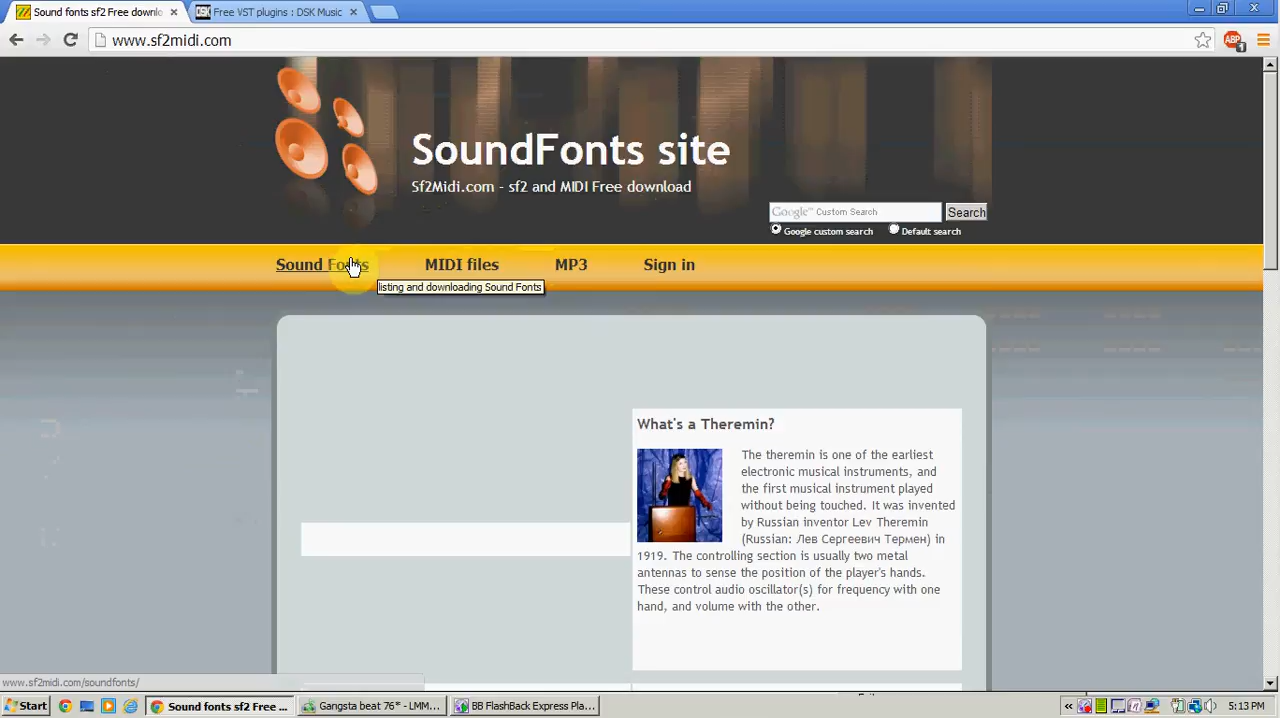 Sound fonts sf2 Free downlo
Free VST plugins : DSK Music
www.sf2midi.com
ABP
1
SoundFonts site
Sf2Midi.com - sf2 and MIDI Free download
Google™ Custom Search
Search
Google custom search
Default search
Sound Fonts
MIDI files
MP3
Sign in
listing and downloading Sound Fonts
What's a Theremin?
The theremin is one of the earliest
electronic musical instruments, and
the first musical instrument played
without being touched. It was invented
by Russian inventor Lev Theremin
(Russian: Лев Сергеевич Термен) in
1919. The controlling section is usually two metal
antennas to sense the position of the player's hands.
These control audio oscillator(s) for frequency with one
hand, and volume with the other.
www.sf2midi.com/soundfonts/
Start
Sound fonts sf2 Free ...
Gangsta beat 76* - LMM...
BB FlashBack Express Pla...
«
5:13 PM